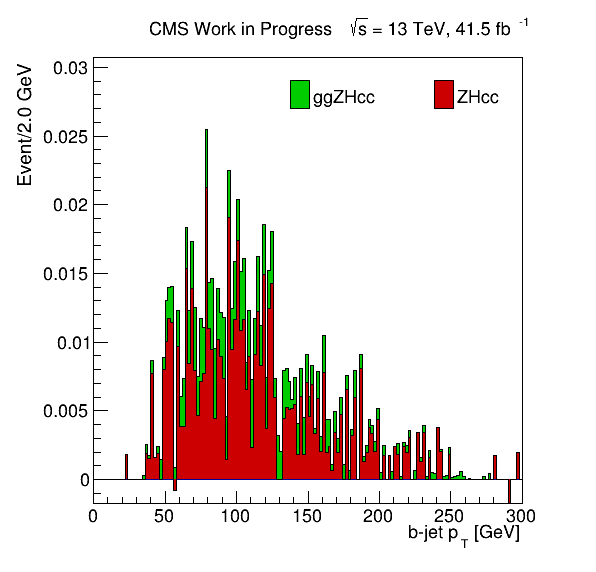 CMS Work in Progress √s = 13 TeV, 41.5 fb⁻¹
Event/2.0 GeV
0.03
0.025
0.02
0.015
0.01
0.005
0
ggZHcc ZHcc
0 50 100 150 200 250 300
b-jet p_T [GeV]